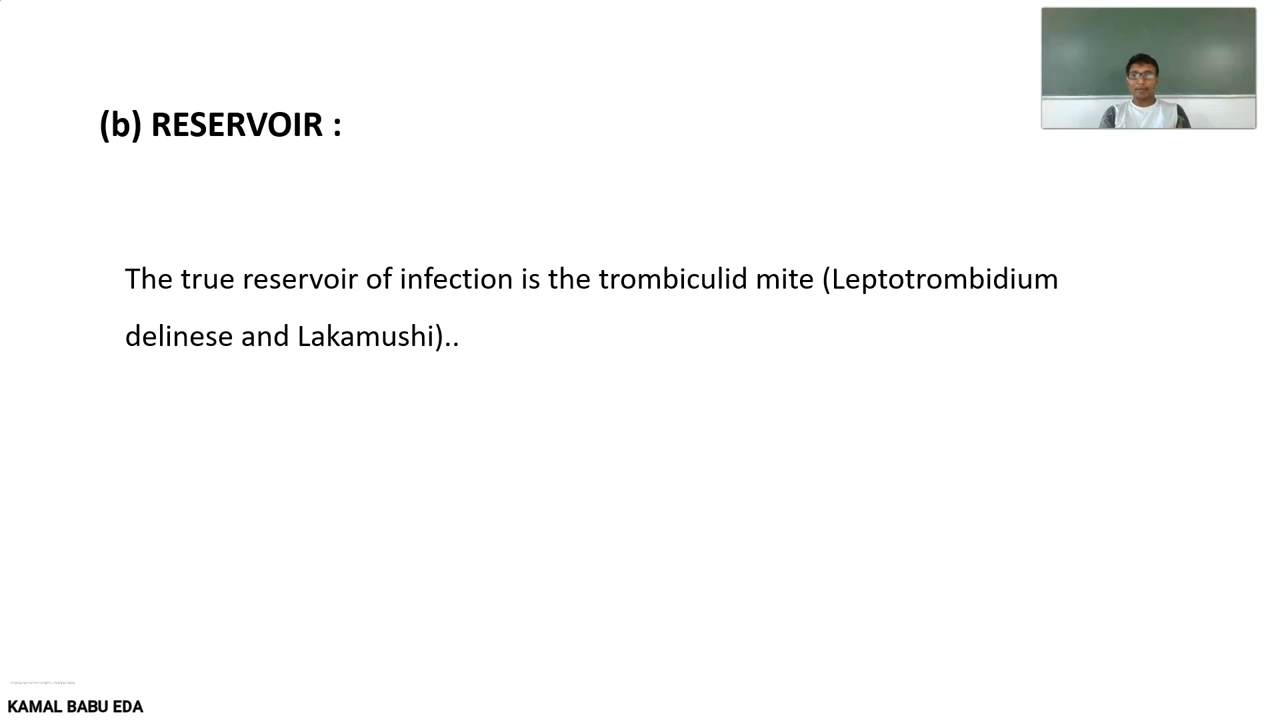 (b) RESERVOIR :
The true reservoir of infection is the trombiculid mite (Leptotrombidium
delinese and Lakamushi)..
KAMAL BABU EDA